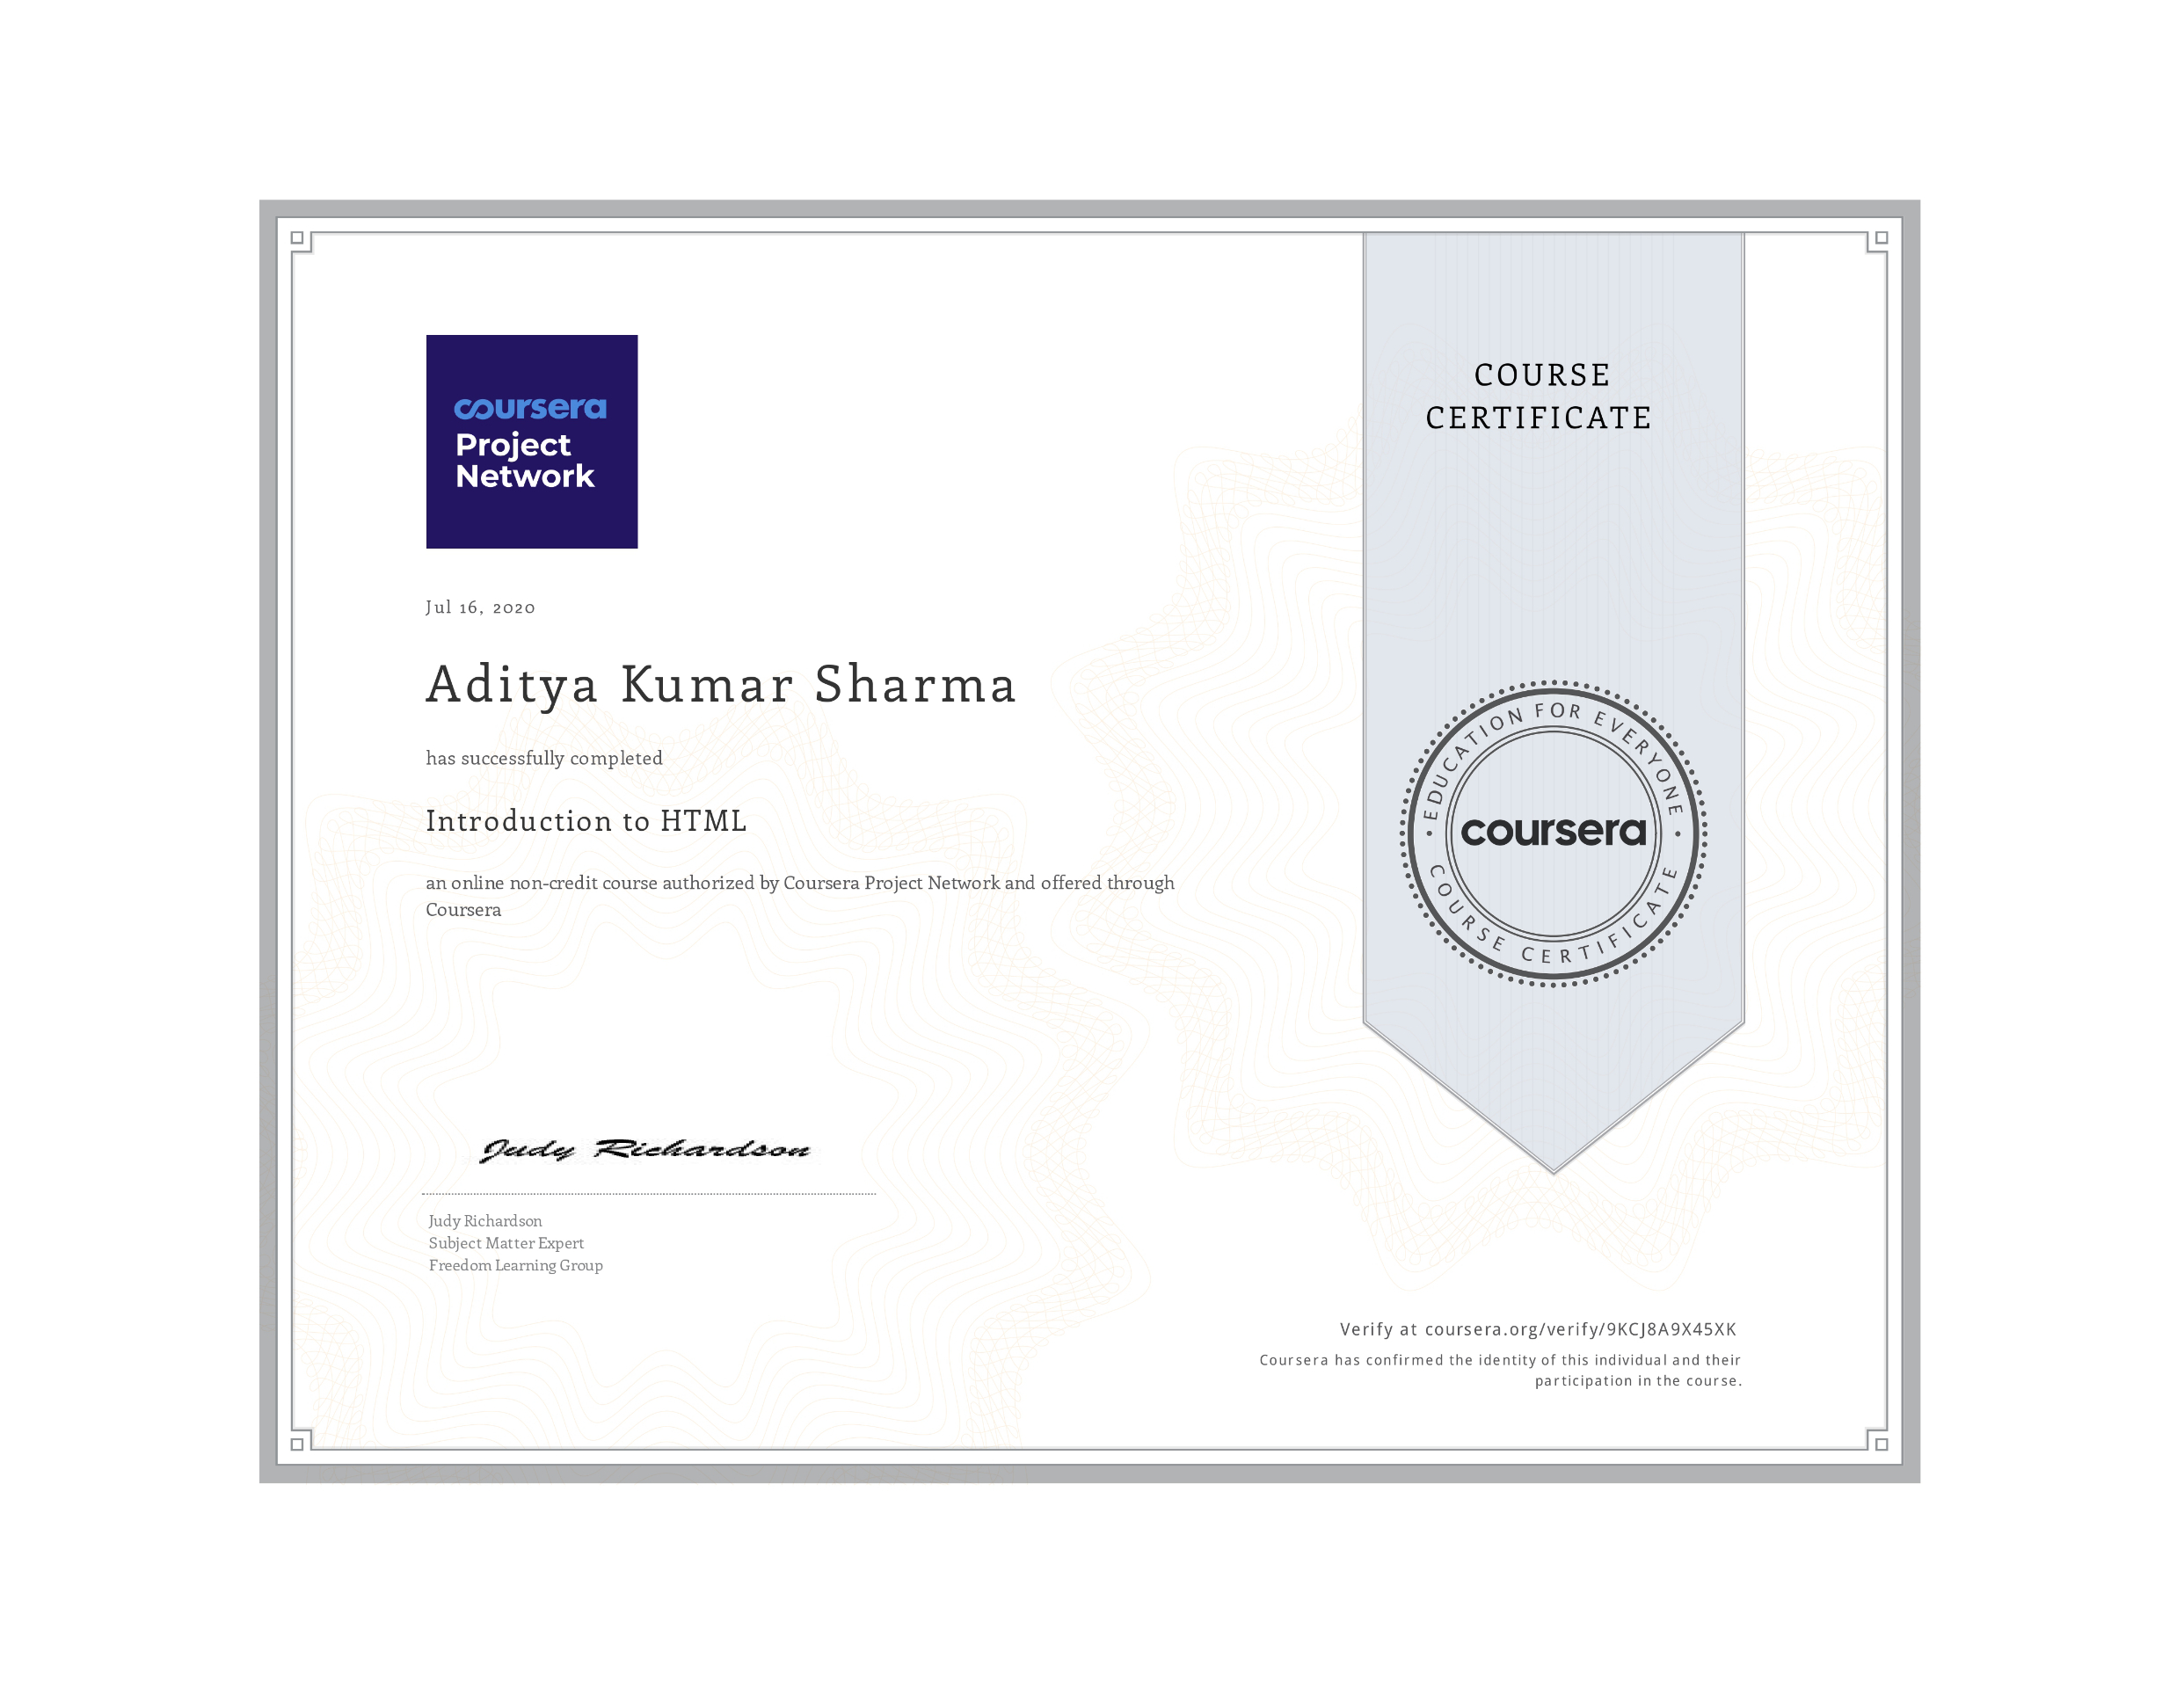 coursera
Project
Network
COURSE
CERTIFICATE
Jul 16, 2020
Aditya Kumar Sharma
has successfully completed
Introduction to HTML
an online non-credit course authorized by Coursera Project Network and offered through
Coursera
EDUCATION FOR EVERYONE
coursera
COURSE CERTIFICATE
Judy Richardson
Judy Richardson
Subject Matter Expert
Freedom Learning Group
Verify at coursera.org/verify/9KCJ8A9X45XK
Coursera has confirmed the identity of this individual and their
participation in the course.